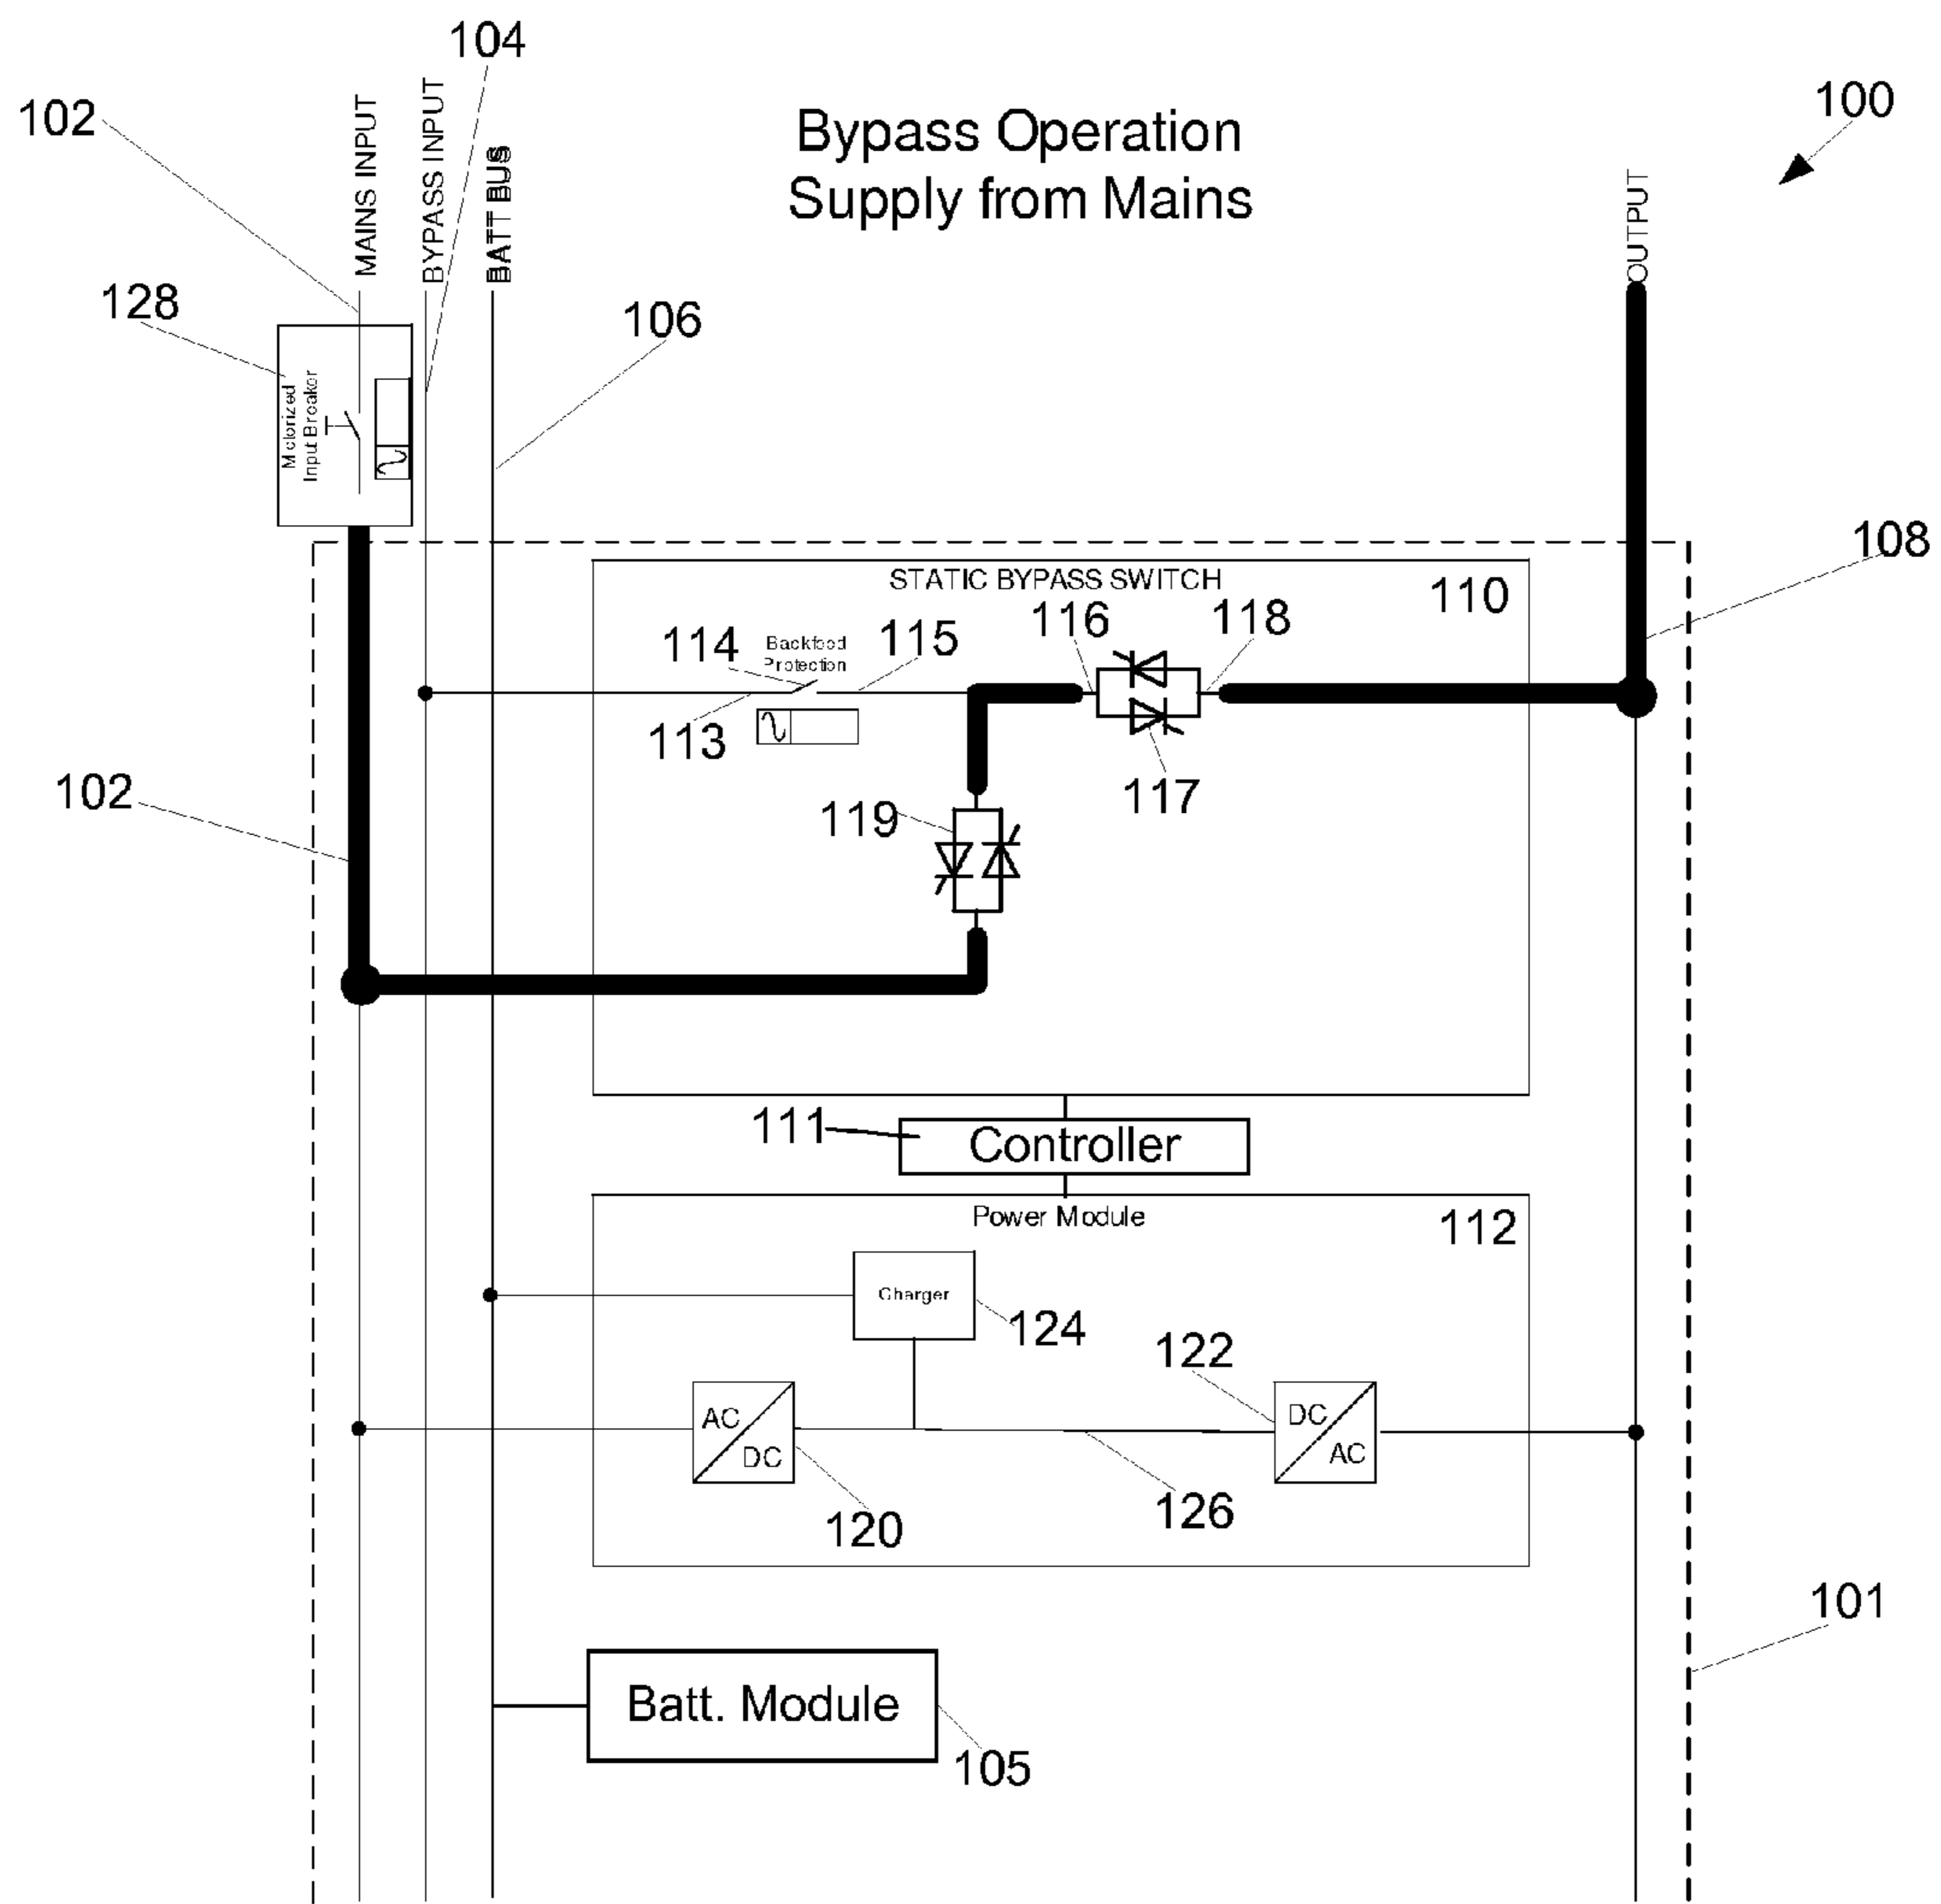 104
102
MAINS INPUT
BYPASS INPUT
BATT BUS
Bypass Operation
Supply from Mains
100
OUTPUT
128
Motorized
Input Breaker
106
108
STATIC BYPASS SWITCH
110
114
Backfeed
Protection
115
116
118
113
117
102
119
111
Controller
Power Module
112
Charger
124
122
AC
DC
DC
AC
120
126
101
Batt. Module
105